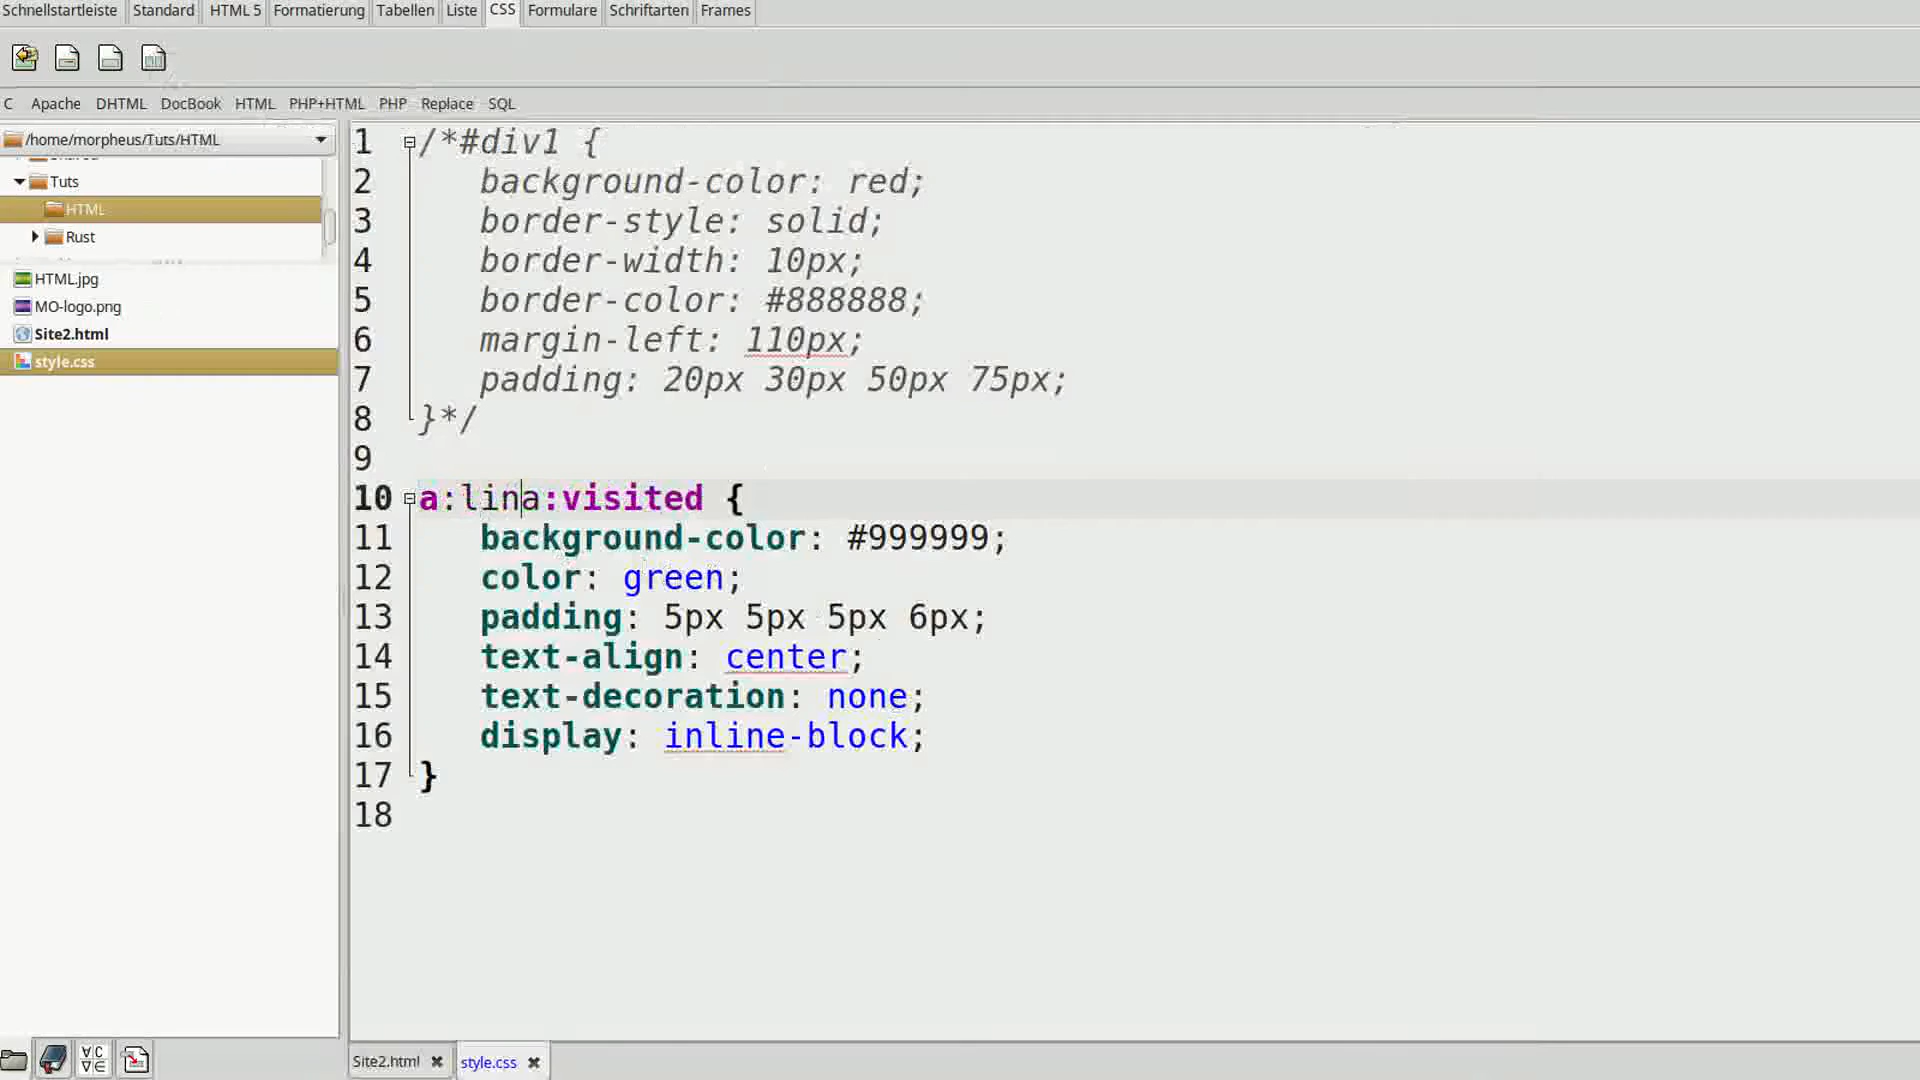 Schnellstartleiste Standard HTML 5 Formatierung Tabellen Liste CSS Formulare Schriftarten Frames
C Apache DHTML DocBook HTML PHP+HTML PHP Replace SQL
/home/morpheus/Tuts/HTML
Tuts
HTML
Rust
HTML.jpg
MO-logo.png
Site2.html
style.css
1 /*#div1 {
2 background-color: red;
3 border-style: solid;
4 border-width: 10px;
5 border-color: #888888;
6 margin-left: 110px;
7 padding: 20px 30px 50px 75px;
8 }*/
9
10 a:lina:visited {
11 background-color: #999999;
12 color: green;
13 padding: 5px 5px 5px 6px;
14 text-align: center;
15 text-decoration: none;
16 display: inline-block;
17 }
18
Site2.html style.css